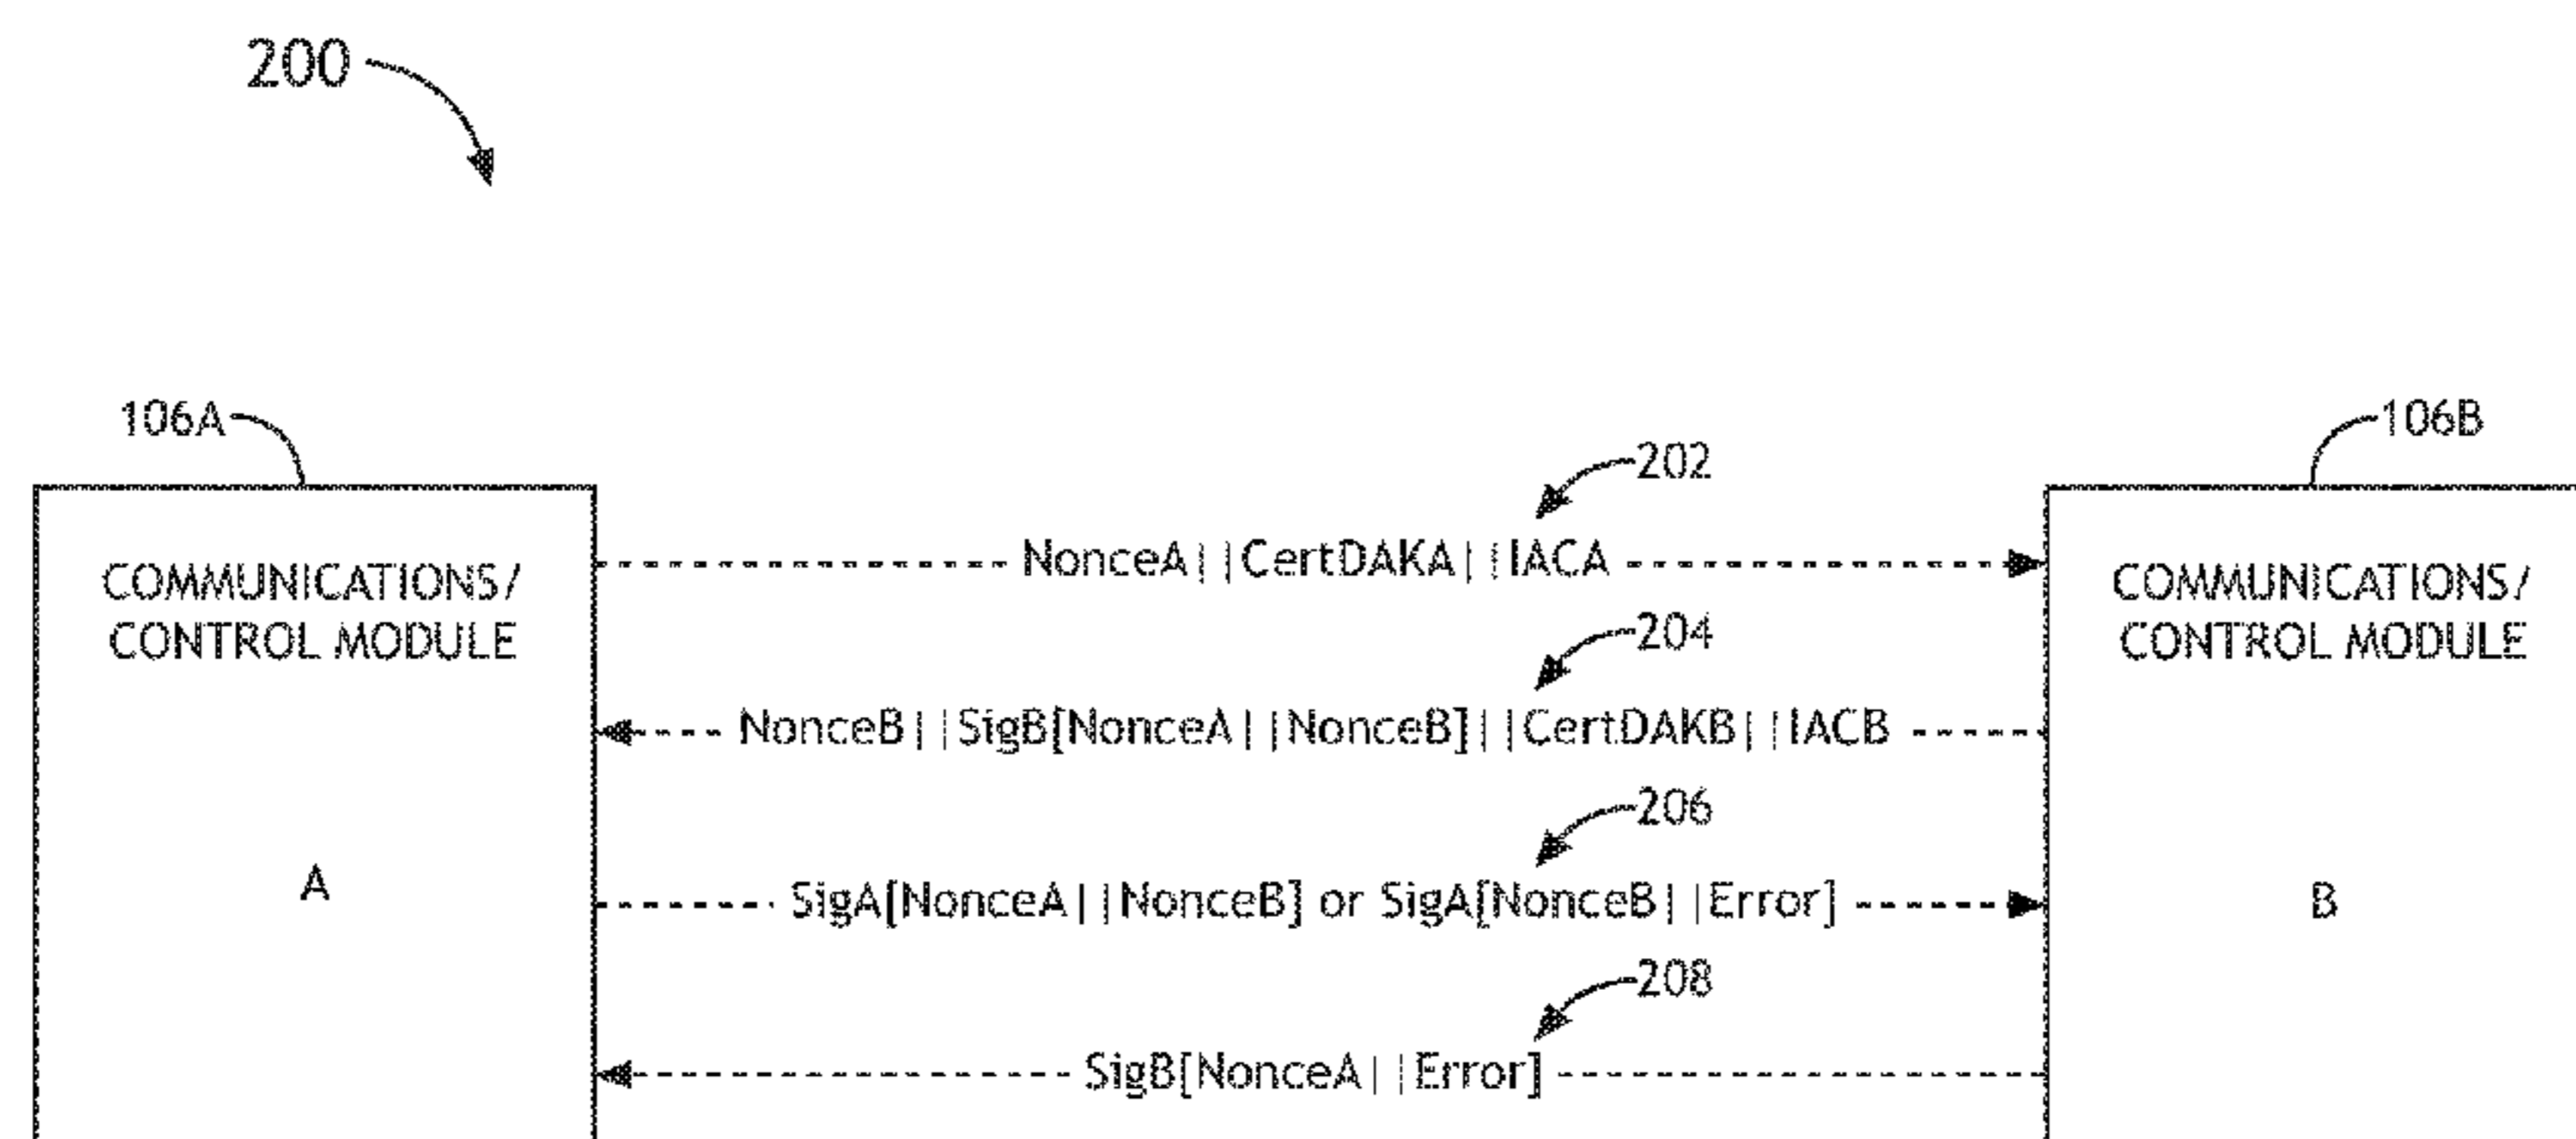 200
106A
106B
202
NonceA||CertDAKA||IACA
COMMUNICATIONS/
CONTROL MODULE
COMMUNICATIONS/
CONTROL MODULE
204
NonceB||SigB[NonceA||NonceB]||CertDAKB||IACB
206
A
SigA[NonceA||NonceB] or SigA[NonceB||Error]
B
208
SigB[NonceA||Error]